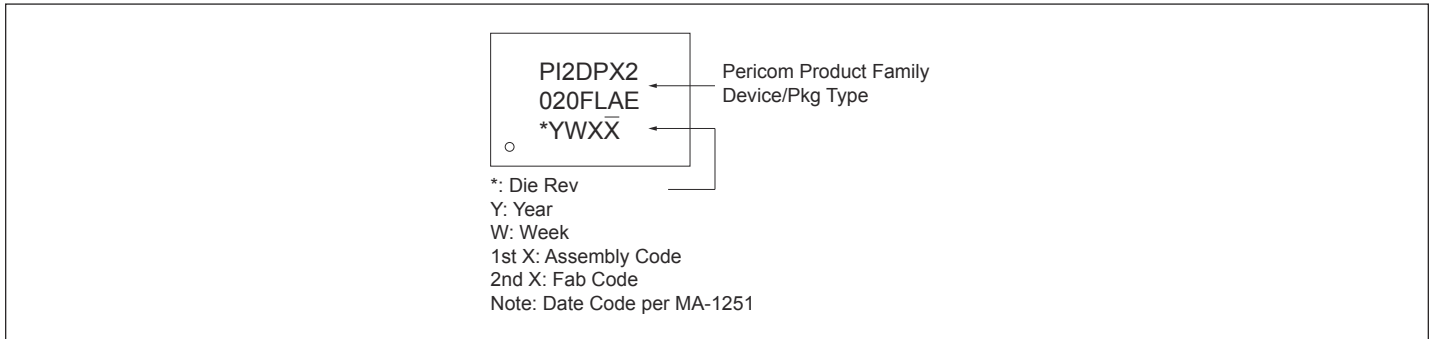 PI2DPX2
020FLAE
*YWXX̅
Pericom Product Family
Device/Pkg Type
*: Die Rev
Y: Year
W: Week
1st X: Assembly Code
2nd X: Fab Code
Note: Date Code per MA-1251